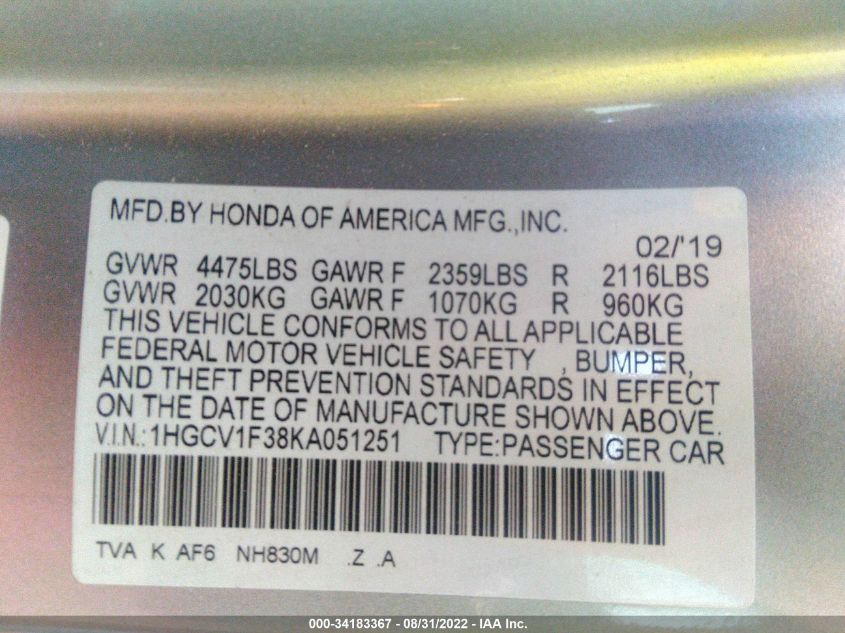 MFD.BY HONDA OF AMERICA MFG.,INC.
02/'19
GVWR 4475LBS GAWR F 2359LBS R 2116LBS
GVWR 2030KG GAWR F 1070KG R 960KG
THIS VEHICLE CONFORMS TO ALL APPLICABLE
FEDERAL MOTOR VEHICLE SAFETY , BUMPER,
AND THEFT PREVENTION STANDARDS IN EFFECT
ON THE DATE OF MANUFACTURE SHOWN ABOVE.
V.I.N.:1HGCV1F38KA051251 TYPE:PASSENGER CAR
TVA K AF6 NH830M .Z .A
000-34183367 - 08/31/2022 - IAA Inc.